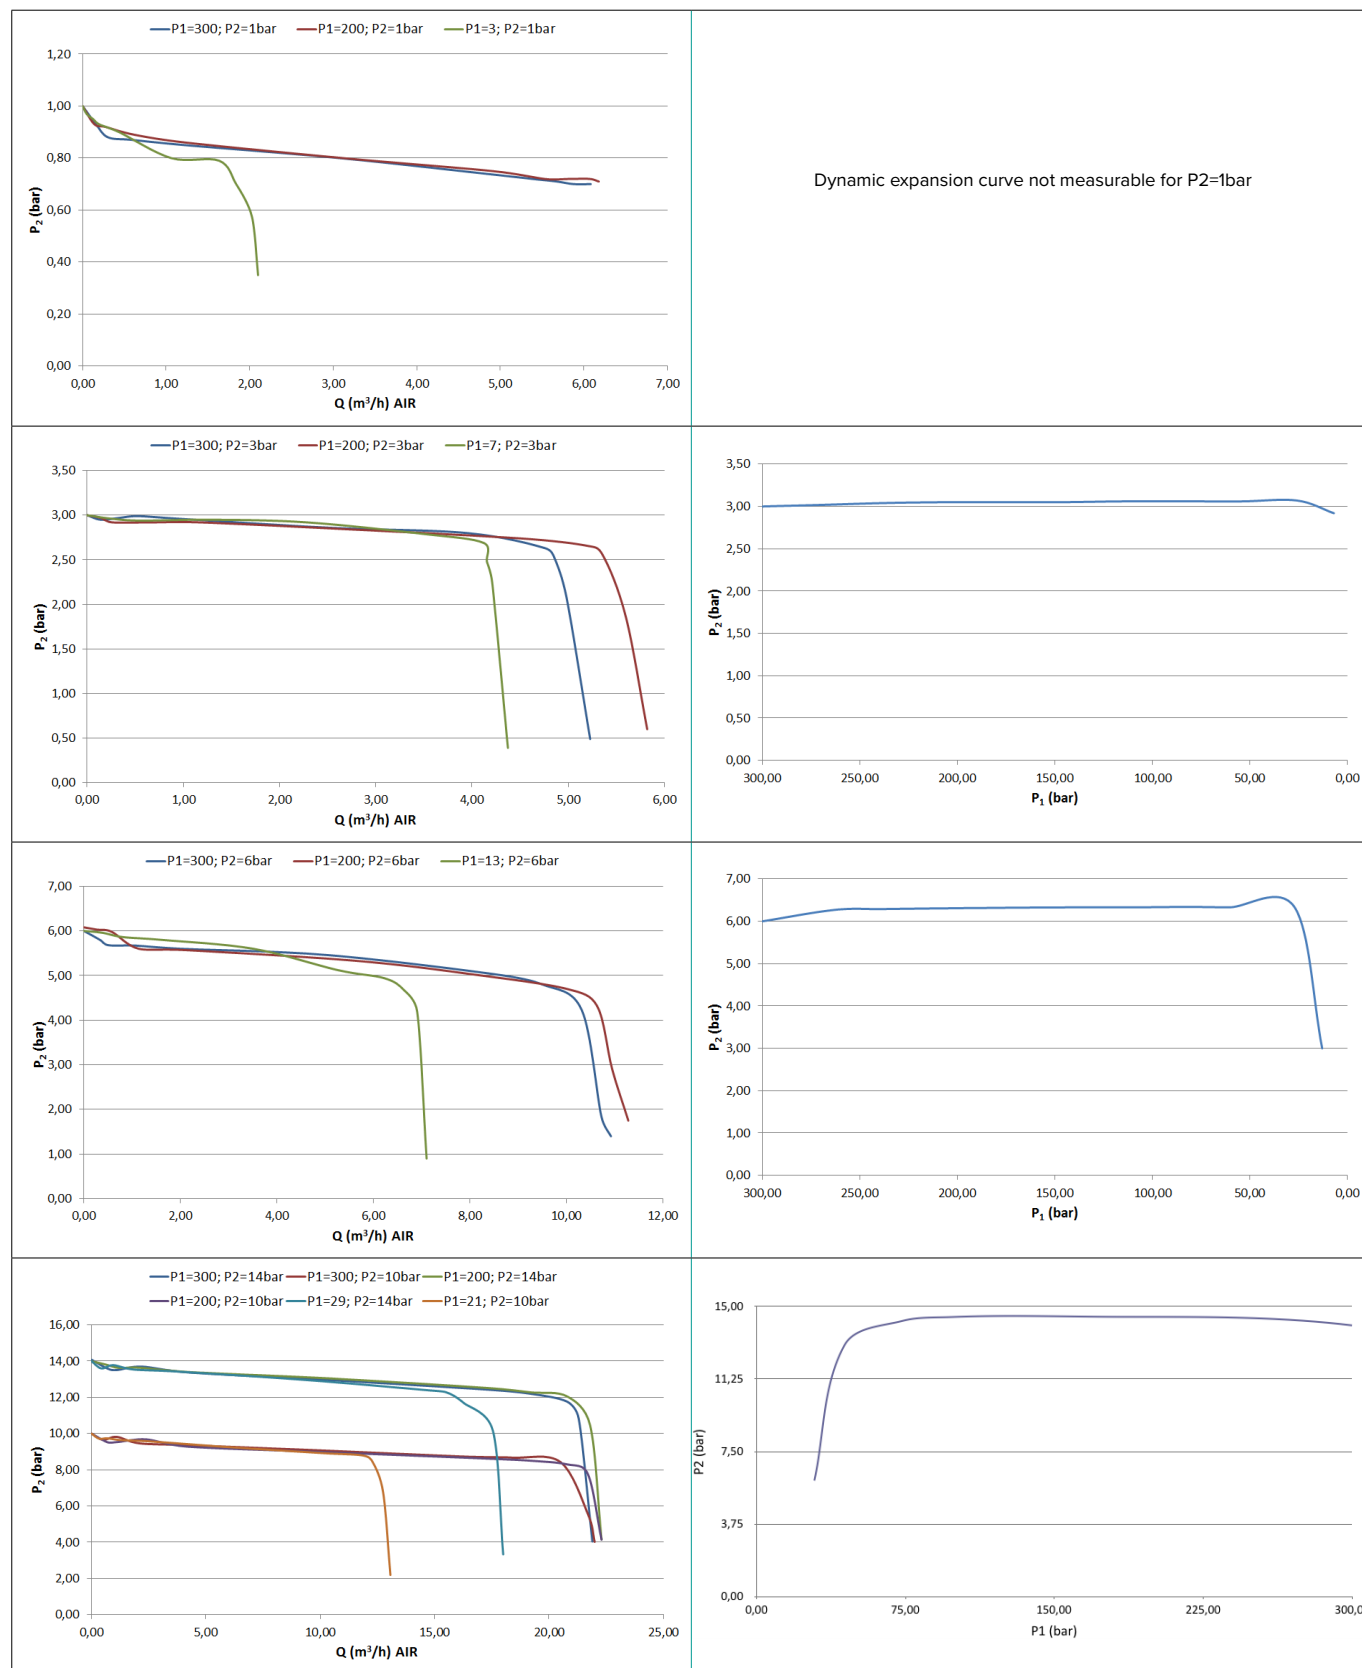 P1=300; P2=1bar P1=200; P2=1bar P1=3; P2=1bar
1,20
1,00
0,80
0,60
0,40
0,20
0,00
P₂ (bar)
0,00 1,00 2,00 3,00 4,00 5,00 6,00 7,00
Q (m³/h) AIR
Dynamic expansion curve not measurable for P2=1bar
P1=300; P2=3bar P1=200; P2=3bar P1=7; P2=3bar
3,50
3,00
2,50
2,00
1,50
1,00
0,50
0,00
P₂ (bar)
0,00 1,00 2,00 3,00 4,00 5,00 6,00
Q (m³/h) AIR
3,50
3,00
2,50
2,00
1,50
1,00
0,50
0,00
P₂ (bar)
300,00 250,00 200,00 150,00 100,00 50,00 0,00
P₁ (bar)
P1=300; P2=6bar P1=200; P2=6bar P1=13; P2=6bar
7,00
6,00
5,00
4,00
3,00
2,00
1,00
0,00
P₂ (bar)
0,00 2,00 4,00 6,00 8,00 10,00 12,00
Q (m³/h) AIR
7,00
6,00
5,00
4,00
3,00
2,00
1,00
0,00
P₂ (bar)
300,00 250,00 200,00 150,00 100,00 50,00 0,00
P₁ (bar)
P1=300; P2=14bar P1=300; P2=10bar P1=200; P2=14bar
P1=200; P2=10bar P1=29; P2=14bar P1=21; P2=10bar
16,00
14,00
12,00
10,00
8,00
6,00
4,00
2,00
0,00
P₂ (bar)
0,00 5,00 10,00 15,00 20,00 25,00
Q (m³/h) AIR
15,00
11,25
7,50
3,75
0,00
P2 (bar)
0,00 75,00 150,00 225,00 300,0
P1 (bar)